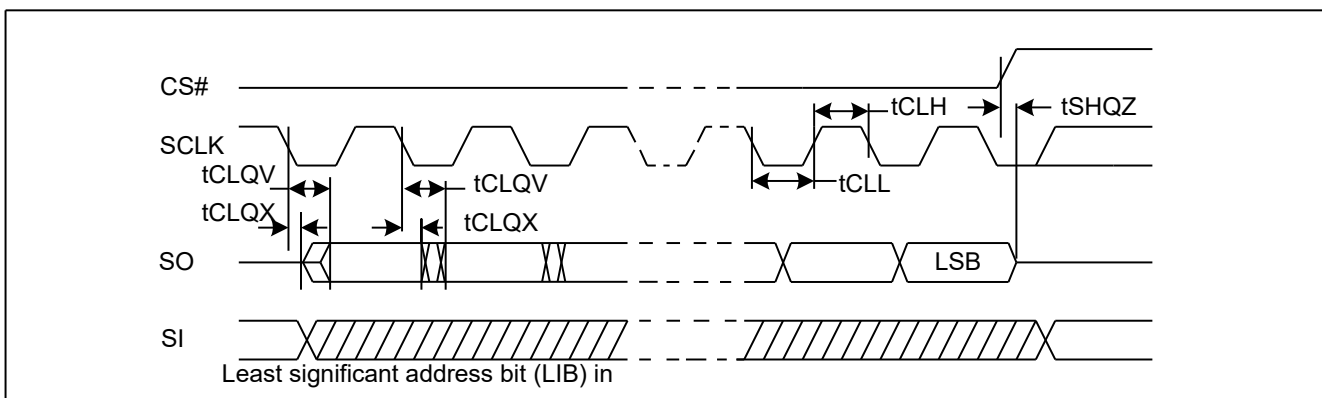 CS#
tCLH
tSHQZ
SCLK
tCLQV
tCLQV
tCLL
tCLQX
tCLQX
SO
LSB
SI
Least significant address bit (LIB) in